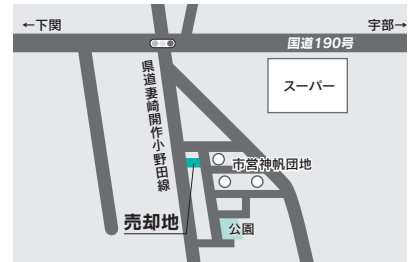 ←下関
宇部→
国道190号
スーパー
県道妻崎開作小野田線
市営神帆団地
売却地
公園